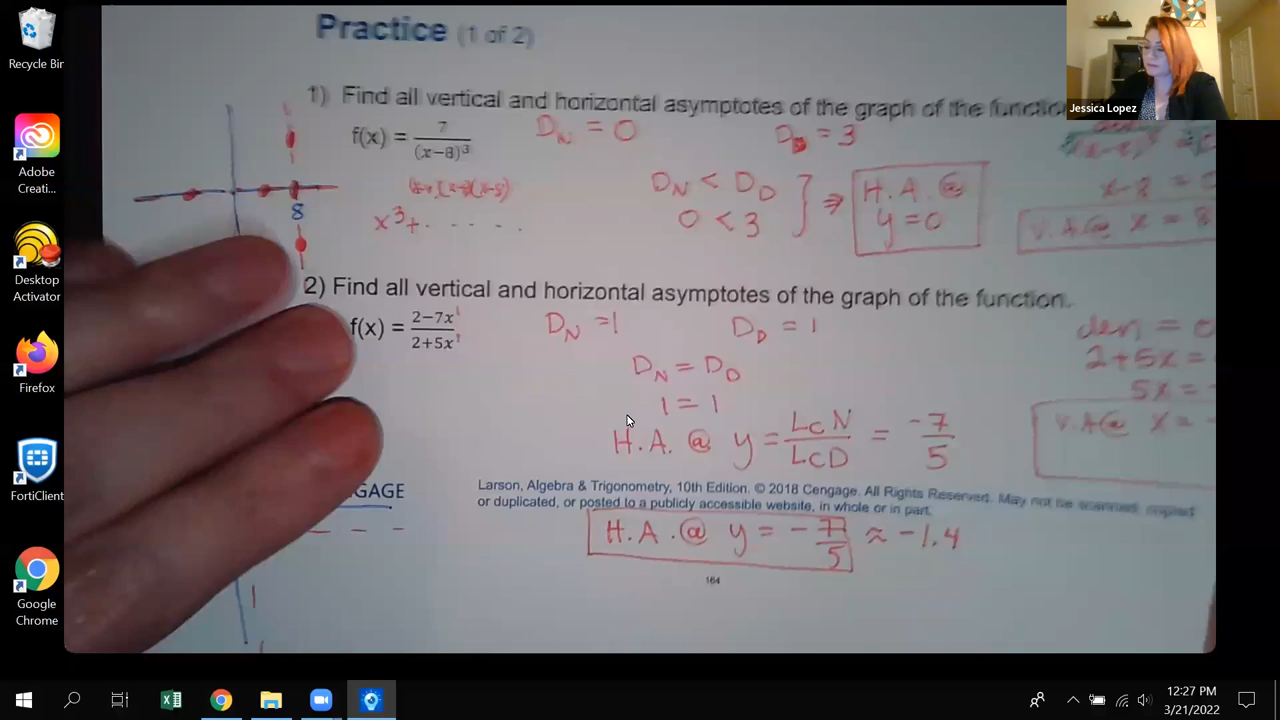 Recycle Bin
Adobe
Creati...
Desktop
Activator
Firefox
FortiClient
Google
Chrome
Jessica Lopez
Practice (1 of 2)
1) Find all vertical and horizontal asymptotes of the graph of the function
f(x) = 7/(x−8)³
D_N = 0
D_D = 3
x³+ . . . . .
D_N < D_D
0 < 3
⇒ H.A.@
y=0
8
V.A@ x = 8
2) Find all vertical and horizontal asymptotes of the graph of the function.
f(x) = 2−7x¹/2+5x¹
D_N =1
D_D = 1
D_N = D_D
1 = 1
H.A. @ y = LCN/LCD = -7/5
den = 0
2+5x =
5x = -
V.A@ x = -
GAGE
Larson, Algebra & Trigonometry, 10th Edition. © 2018 Cengage. All Rights Reserved. May not be scanned, copied
or duplicated, or posted to a publicly accessible website, in whole or in part.
H.A.@ y = -7/5 ≈ -1.4
164
12:27 PM
3/21/2022